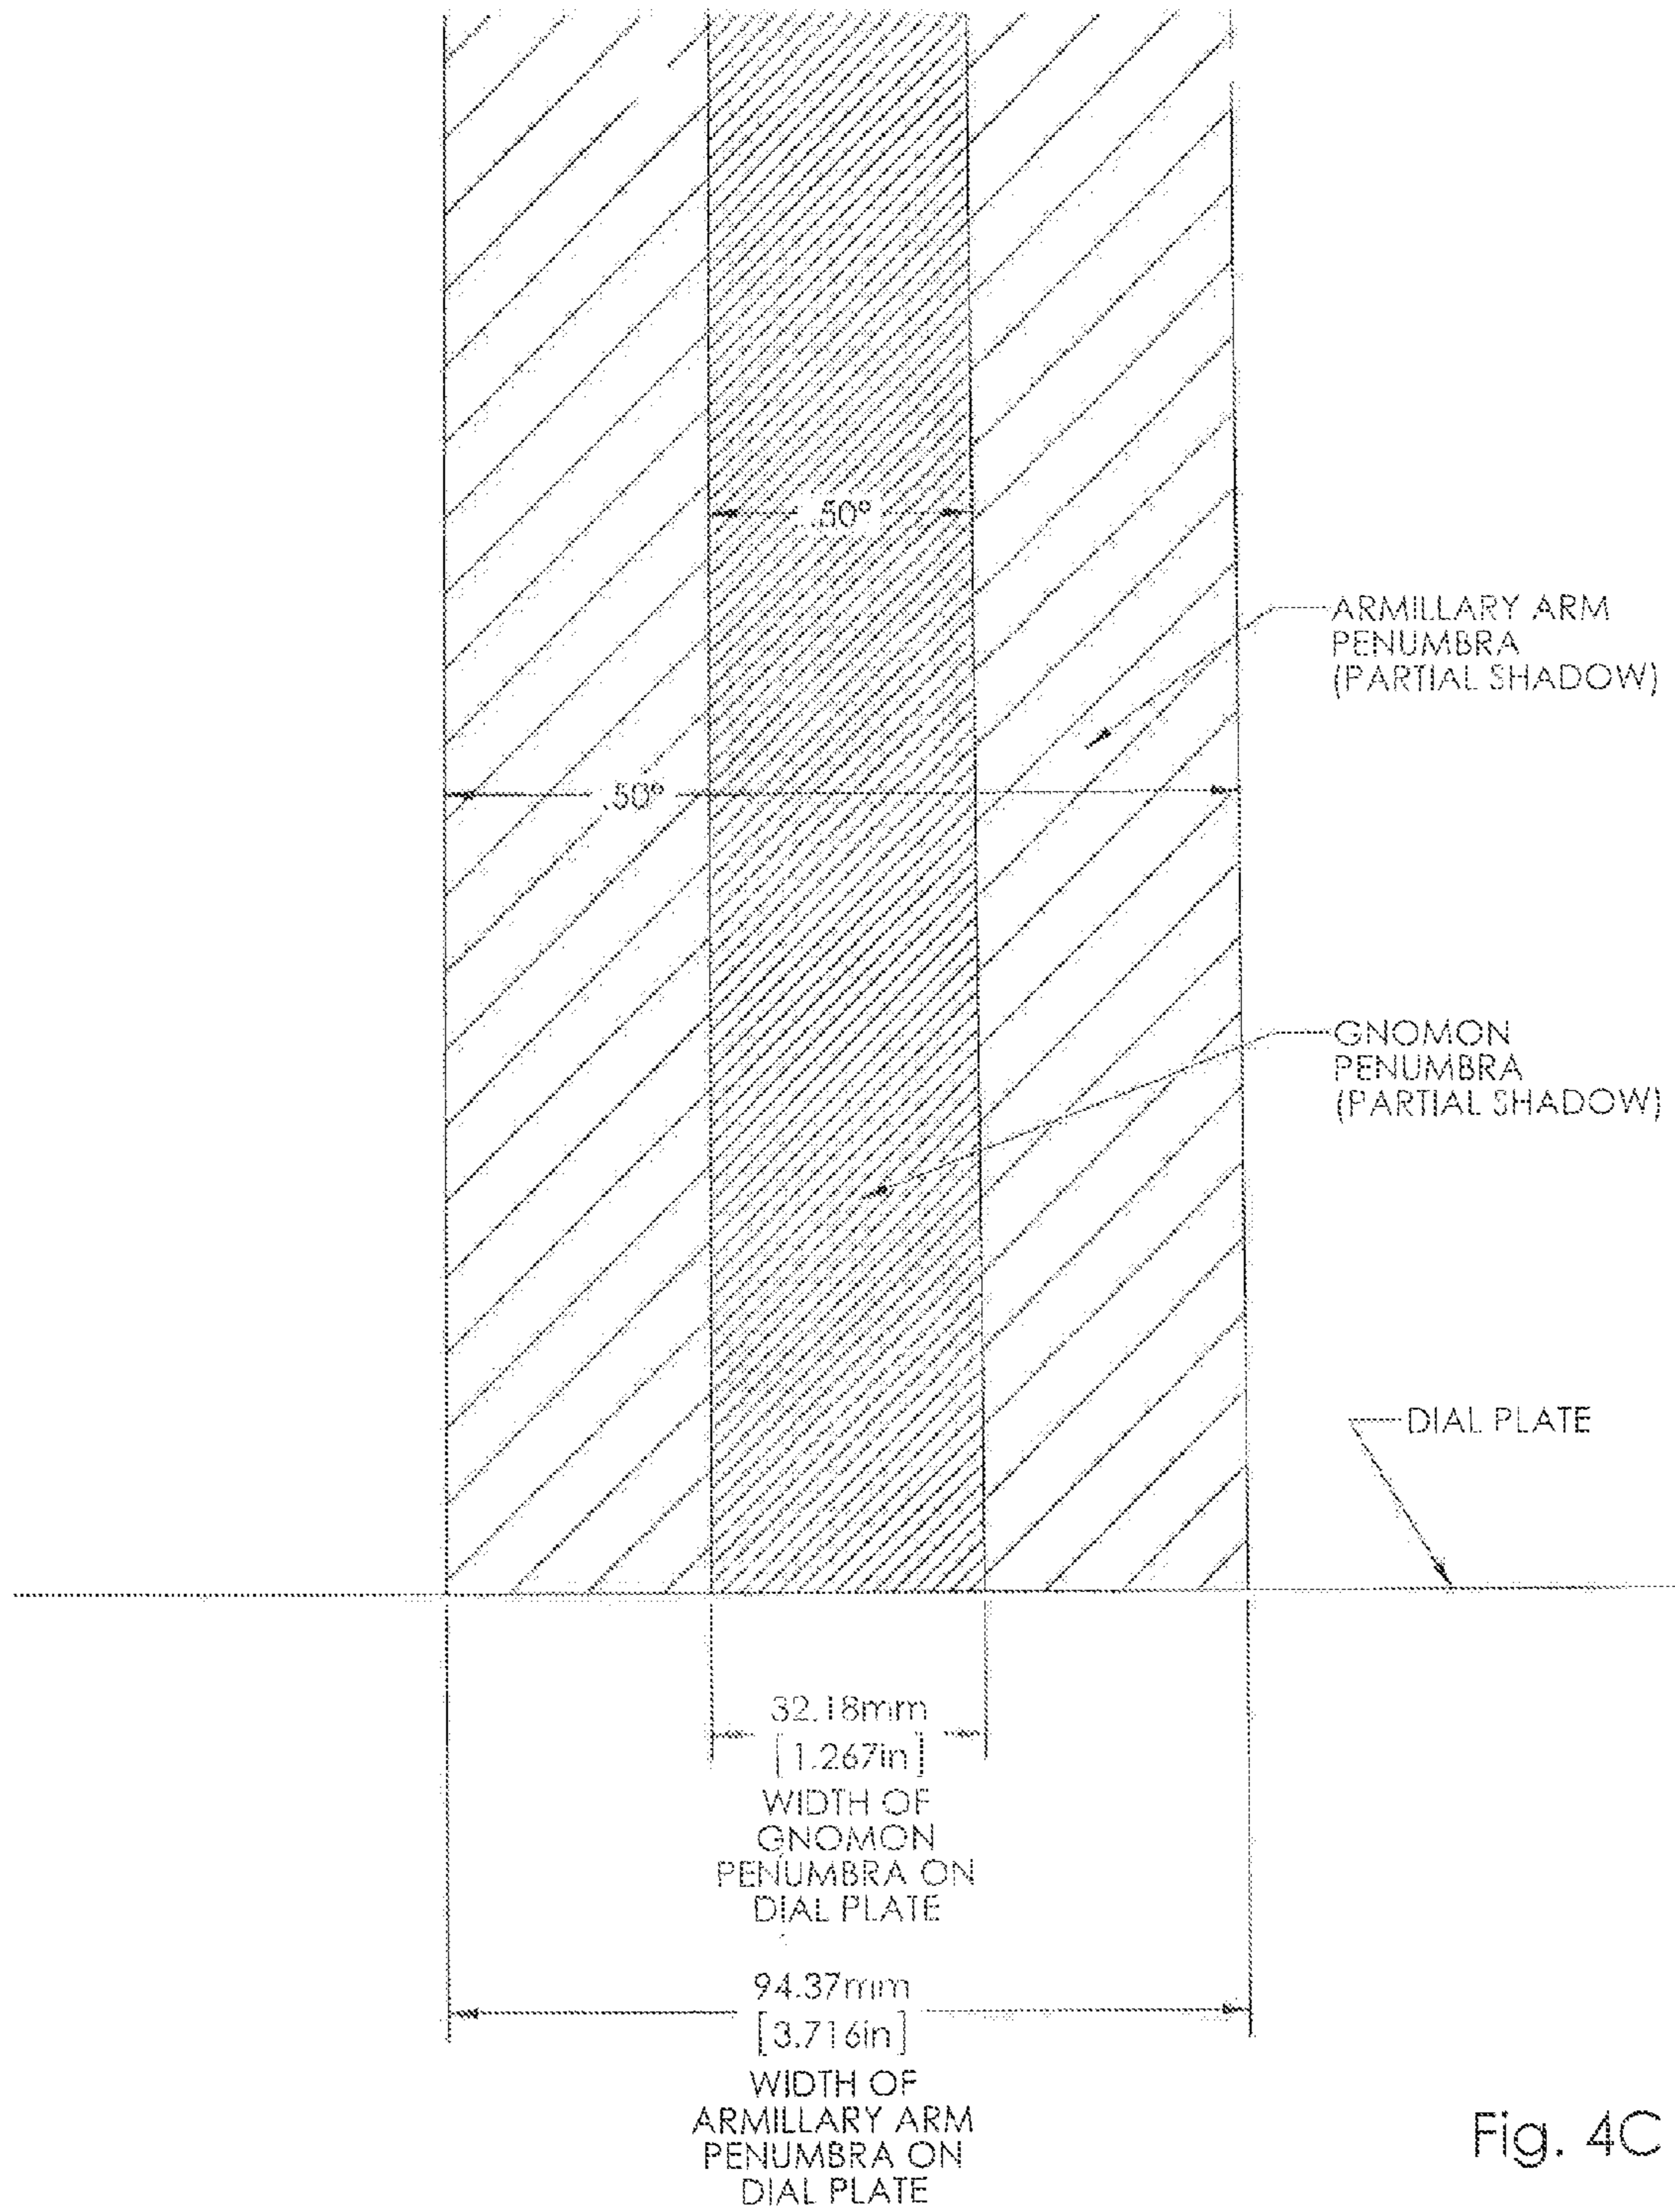 .50°
ARMILLARY ARM
PENUMBRA
(PARTIAL SHADOW)
.50°
GNOMON
PENUMBRA
(PARTIAL SHADOW)
DIAL PLATE
32.18mm
[1.267in]
WIDTH OF
GNOMON
PENUMBRA ON
DIAL PLATE
94.37mm
[3.716in]
WIDTH OF
ARMILLARY ARM
PENUMBRA ON
DIAL PLATE
Fig. 4C